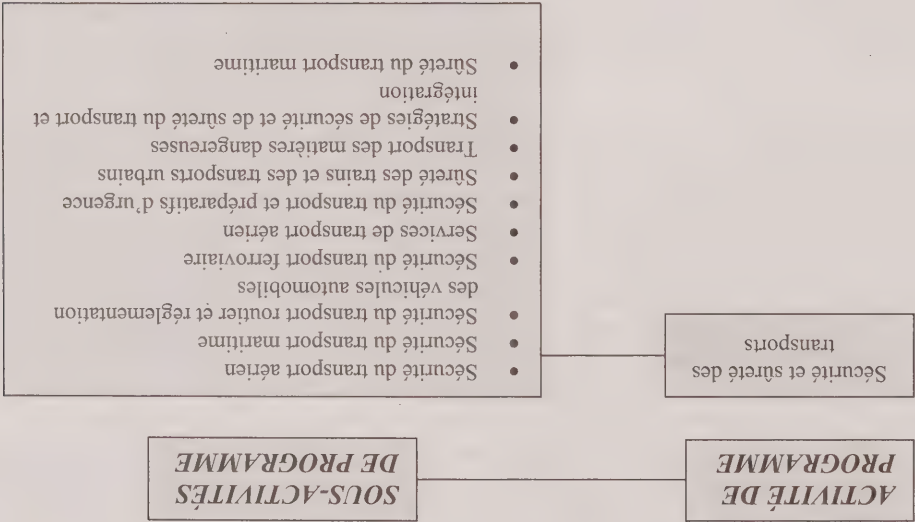 ACTIVITÉ DE
PROGRAMME
SOUS-ACTIVITÉS
DE PROGRAMME
Sécurité et sûreté des
transports
• Sécurité du transport aérien
• Sécurité du transport maritime
• Sécurité du transport routier et réglementation
des véhicules automobiles
• Sécurité du transport ferroviaire
• Services de transport aérien
• Sécurité du transport et préparatifs d'urgence
• Sûreté des trains et des transports urbains
• Transport des matières dangereuses
• Stratégies de sécurité et de sûreté du transport et
intégration
• Sûreté du transport maritime